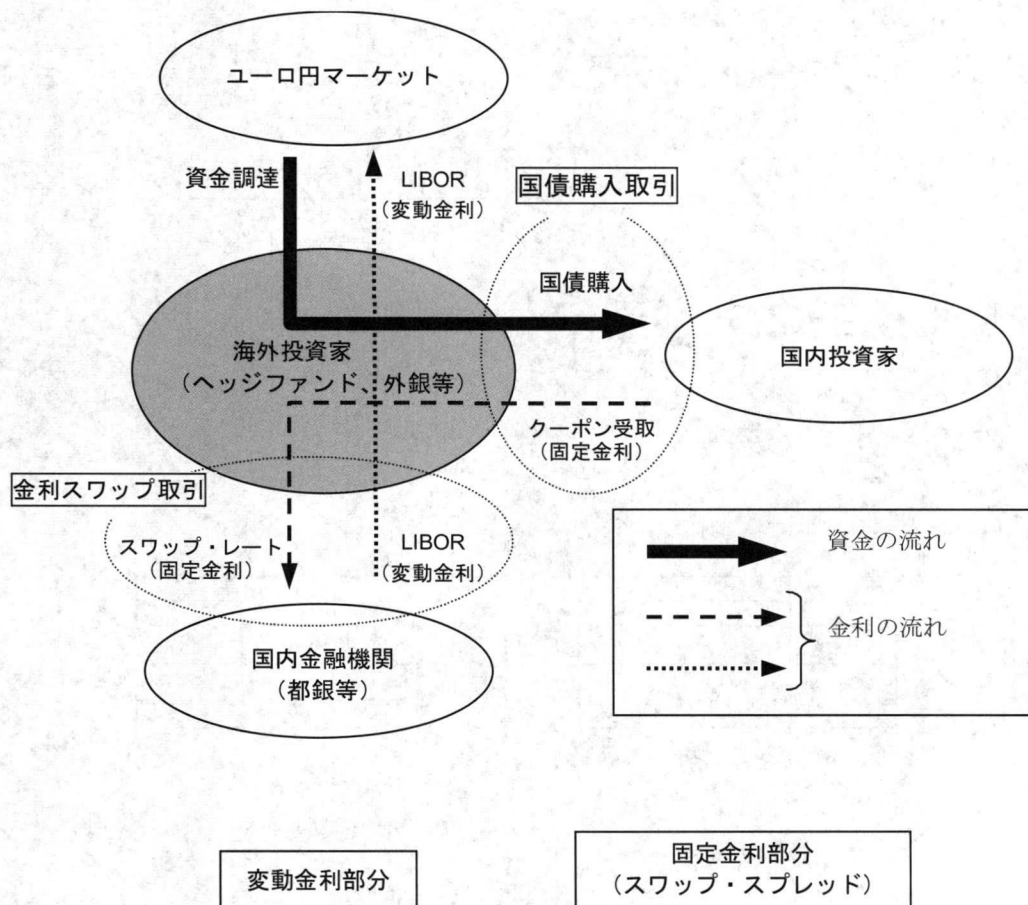 ユーロ円マーケット
資金調達
LIBOR
（変動金利）
国債購入取引
国債購入
海外投資家
（ヘッジファンド、外銀等）
国内投資家
クーポン受取
（固定金利）
金利スワップ取引
スワップ・レート
（固定金利）
LIBOR
（変動金利）
国内金融機関
（都銀等）
資金の流れ
金利の流れ
変動金利部分
固定金利部分
（スワップ・スプレッド）